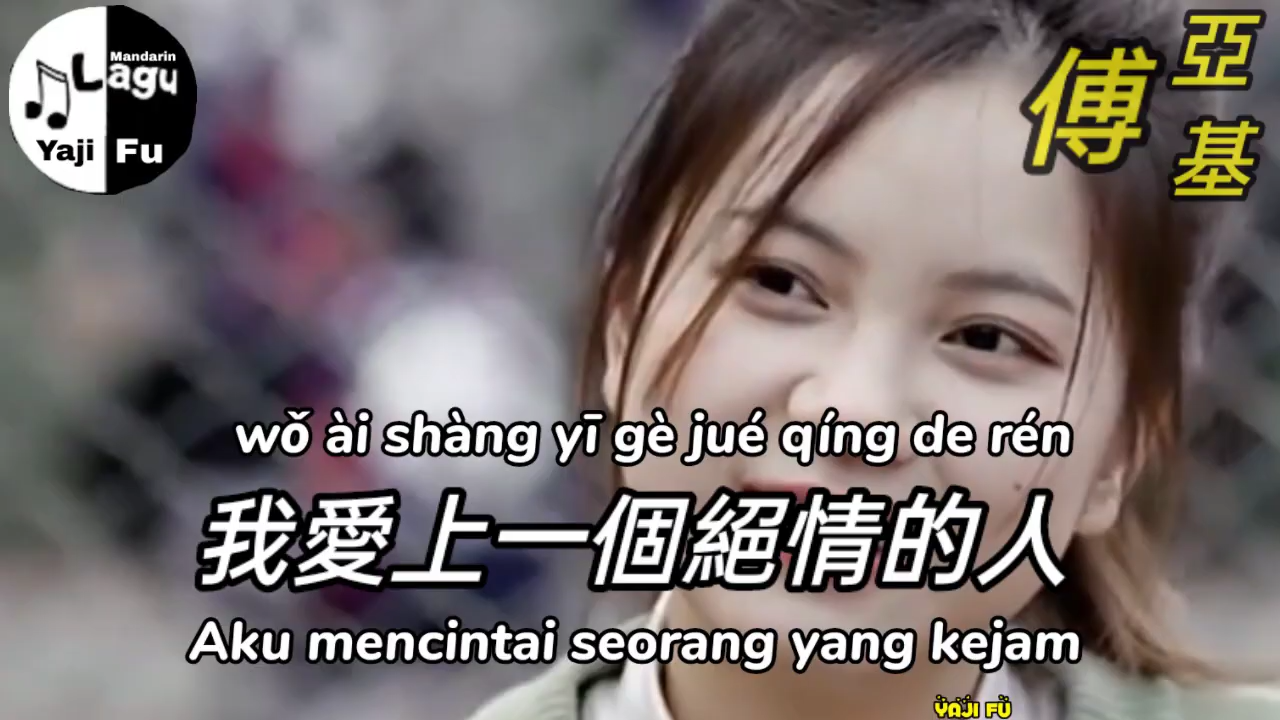 Mandarin
Lagu
Yaji Fu
傅亞基
wǒ ài shàng yī gè jué qíng de rén
我愛上一個絕情的人
Aku mencintai seorang yang kejam
YAJI FU